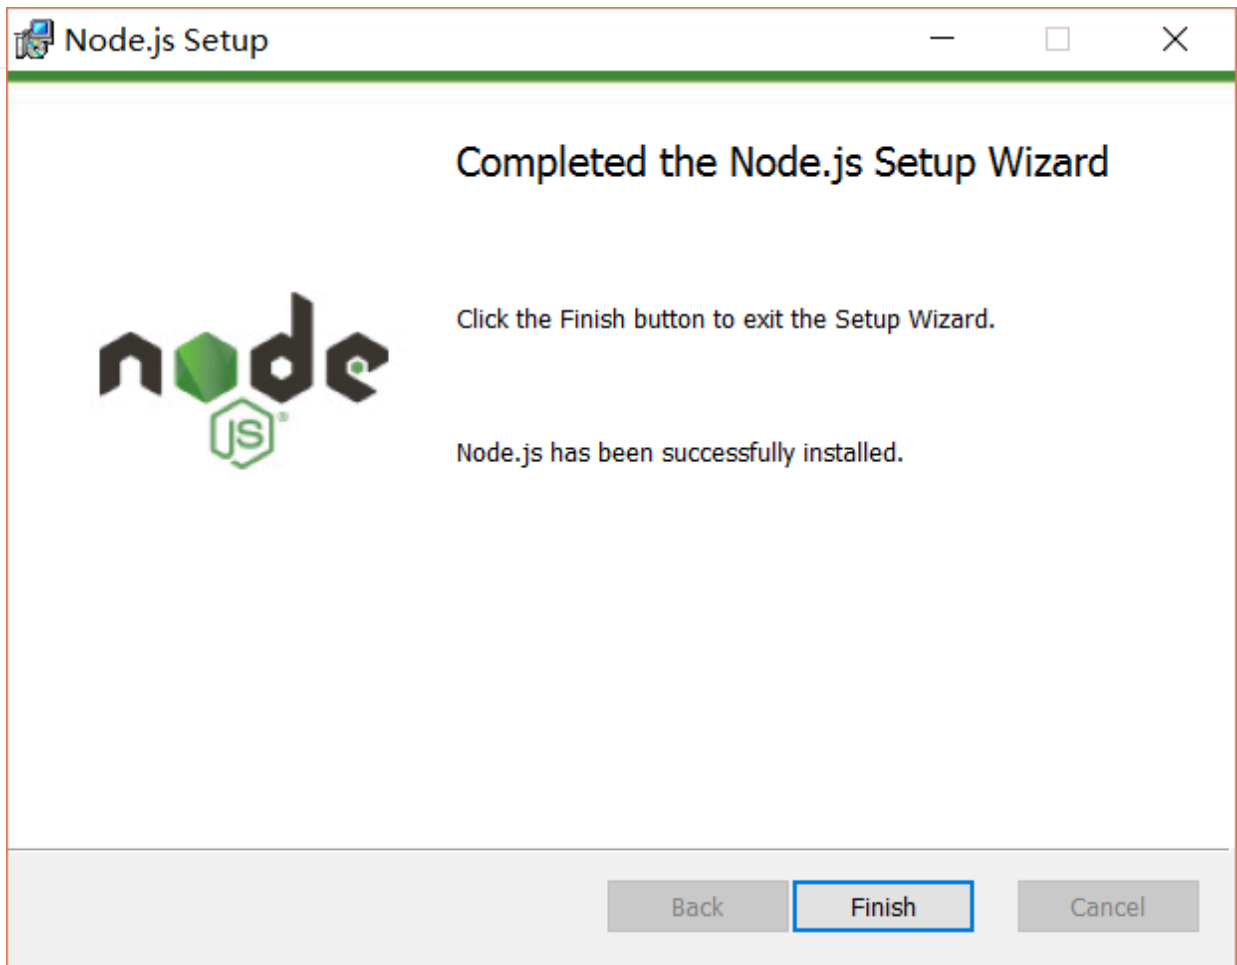 Node.js Setup
Completed the Node.js Setup Wizard
Click the Finish button to exit the Setup Wizard.
node
JS®
Node.js has been successfully installed.
Back
Finish
Cancel